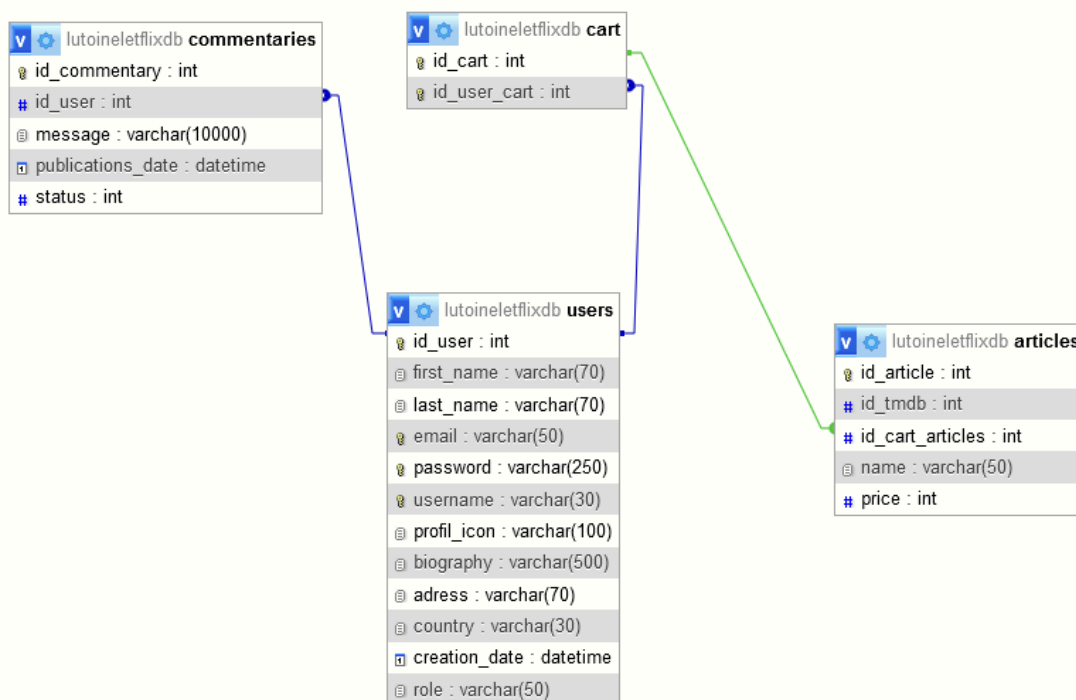 lutoineletflixdb commentaries
id_commentary : int
id_user : int
message : varchar(10000)
publications_date : datetime
status : int
lutoineletflixdb cart
id_cart : int
id_user_cart : int
lutoineletflixdb users
id_user : int
first_name : varchar(70)
last_name : varchar(70)
email : varchar(50)
password : varchar(250)
username : varchar(30)
profil_icon : varchar(100)
biography : varchar(500)
adress : varchar(70)
country : varchar(30)
creation_date : datetime
role : varchar(50)
lutoineletflixdb articles
id_article : int
id_tmdb : int
id_cart_articles : int
name : varchar(50)
price : int